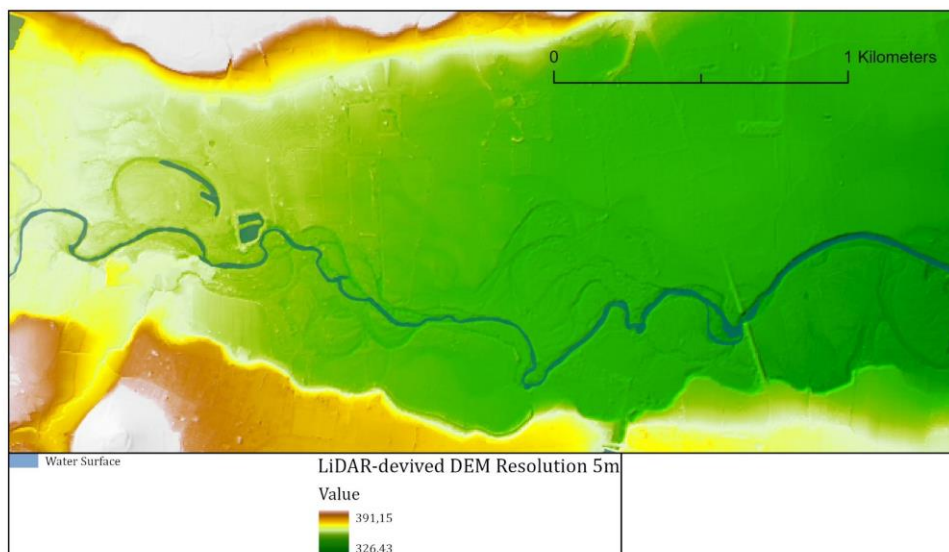 0 1 Kilometers
Water Surface
LiDAR-devived DEM Resolution 5m
Value
391,15
326,43